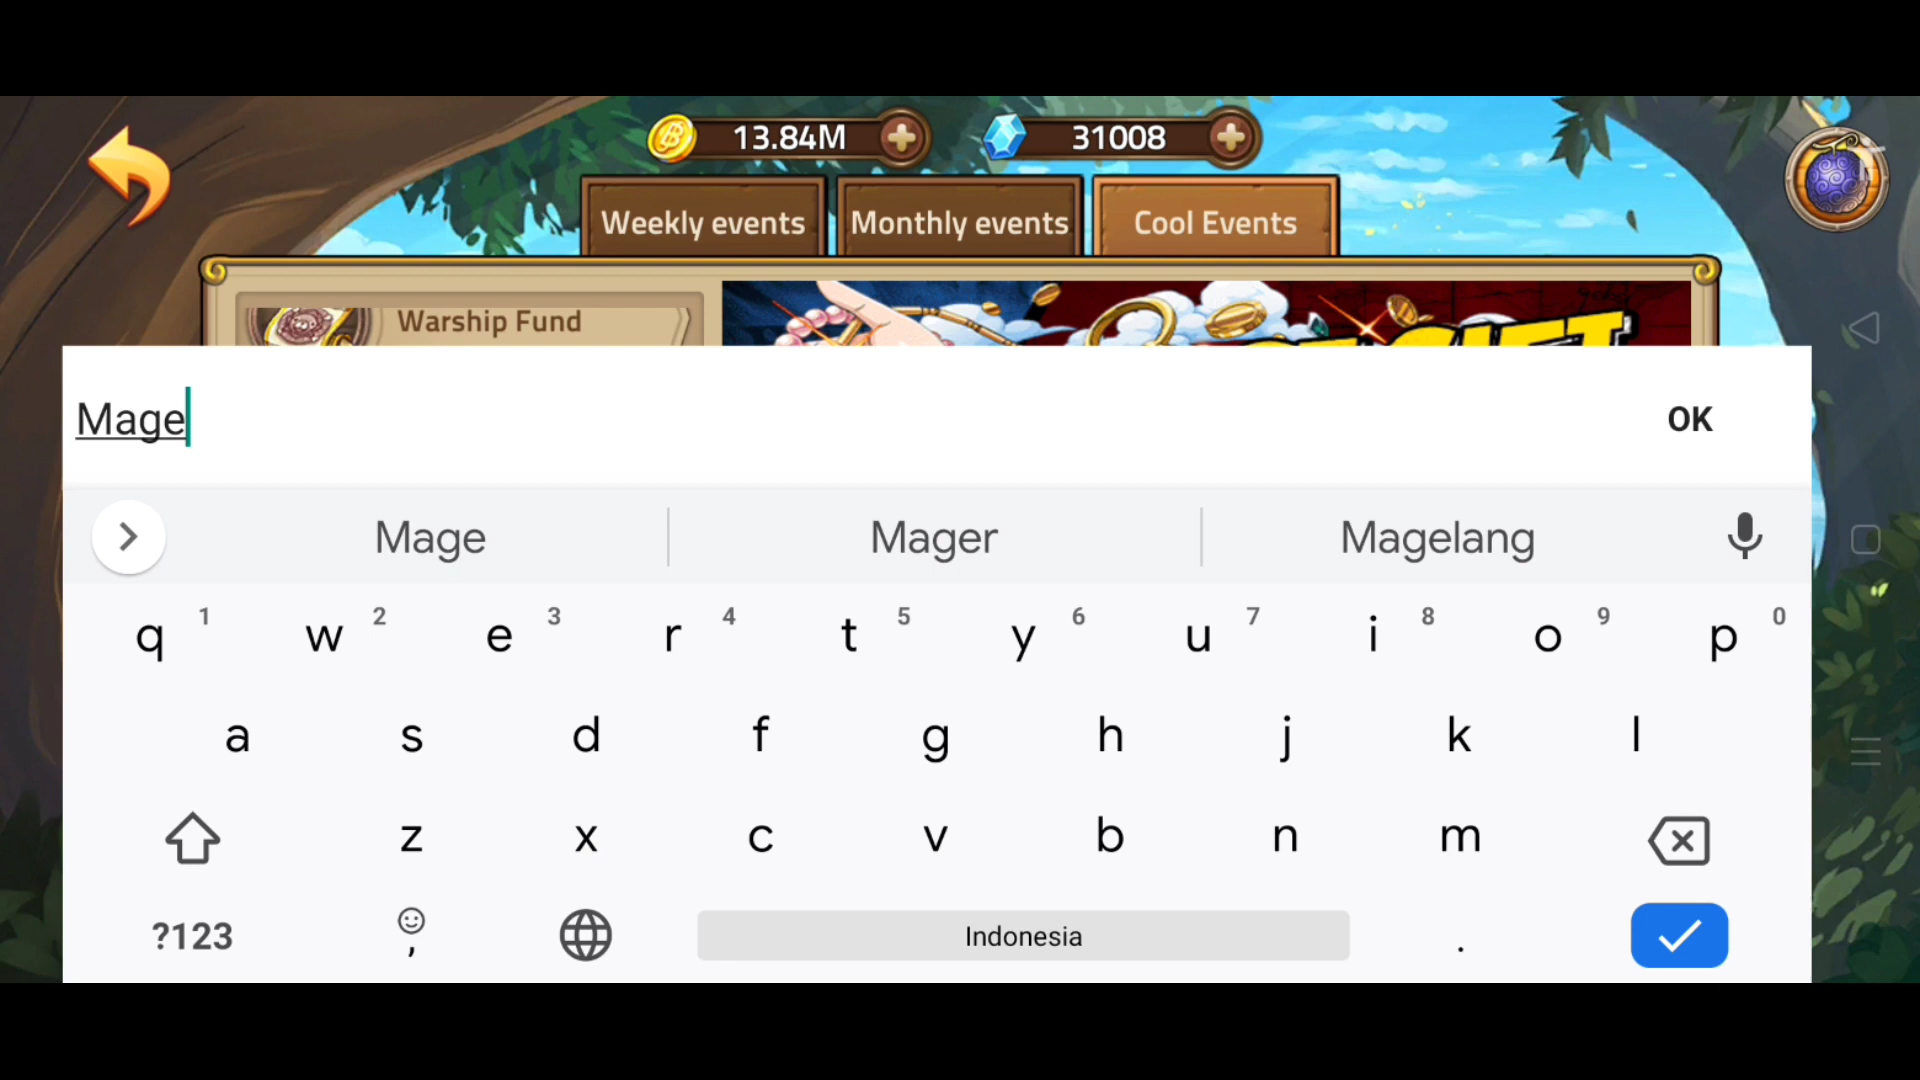 13.84M
31008
Weekly events
Monthly events
Cool Events
Warship Fund
GIFT
Mage
OK
Mage
Mager
Magelang
q 1 w 2 e 3 r 4 t 5 y 6 u 7 i 8 o 9 p 0
a s d f g h j k l
z x c v b n m
?123 , Indonesia .